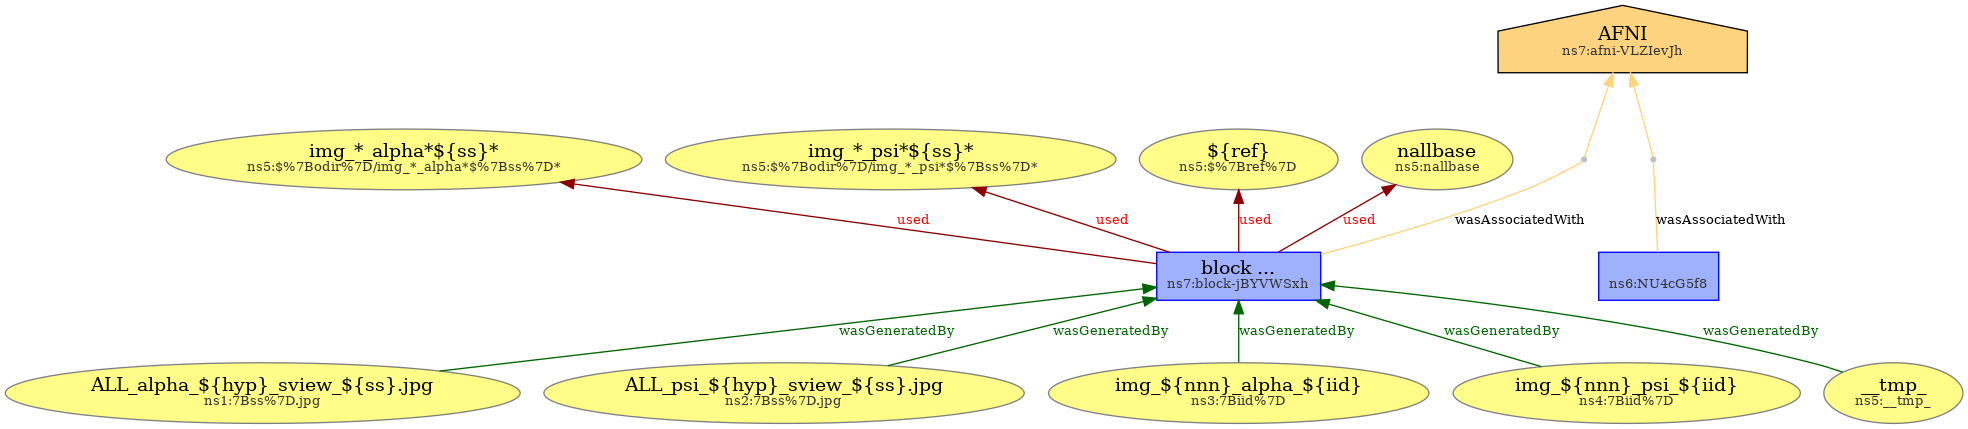 AFNI
ns7:afni-VLZIevJh
img_*_alpha*${ss}*
ns5:$%7Bodir%7D/img_*_alpha*$%7Bss%7D*
img_*_psi*${ss}*
ns5:$%7Bodir%7D/img_*_psi*$%7Bss%7D*
${ref}
ns5:$%7Bref%7D
nallbase
ns5:nallbase
used
used
used
used
wasAssociatedWith
wasAssociatedWith
block ...
ns7:block-jBYVWSxh
ns6:NU4cG5f8
wasGeneratedBy
wasGeneratedBy
wasGeneratedBy
wasGeneratedBy
wasGeneratedBy
ALL_alpha_${hyp}_sview_${ss}.jpg
ns1:7Bss%7D.jpg
ALL_psi_${hyp}_sview_${ss}.jpg
ns2:7Bss%7D.jpg
img_${nnn}_alpha_${iid}
ns3:7Biid%7D
img_${nnn}_psi_${iid}
ns4:7Biid%7D
__tmp_
ns5:__tmp_